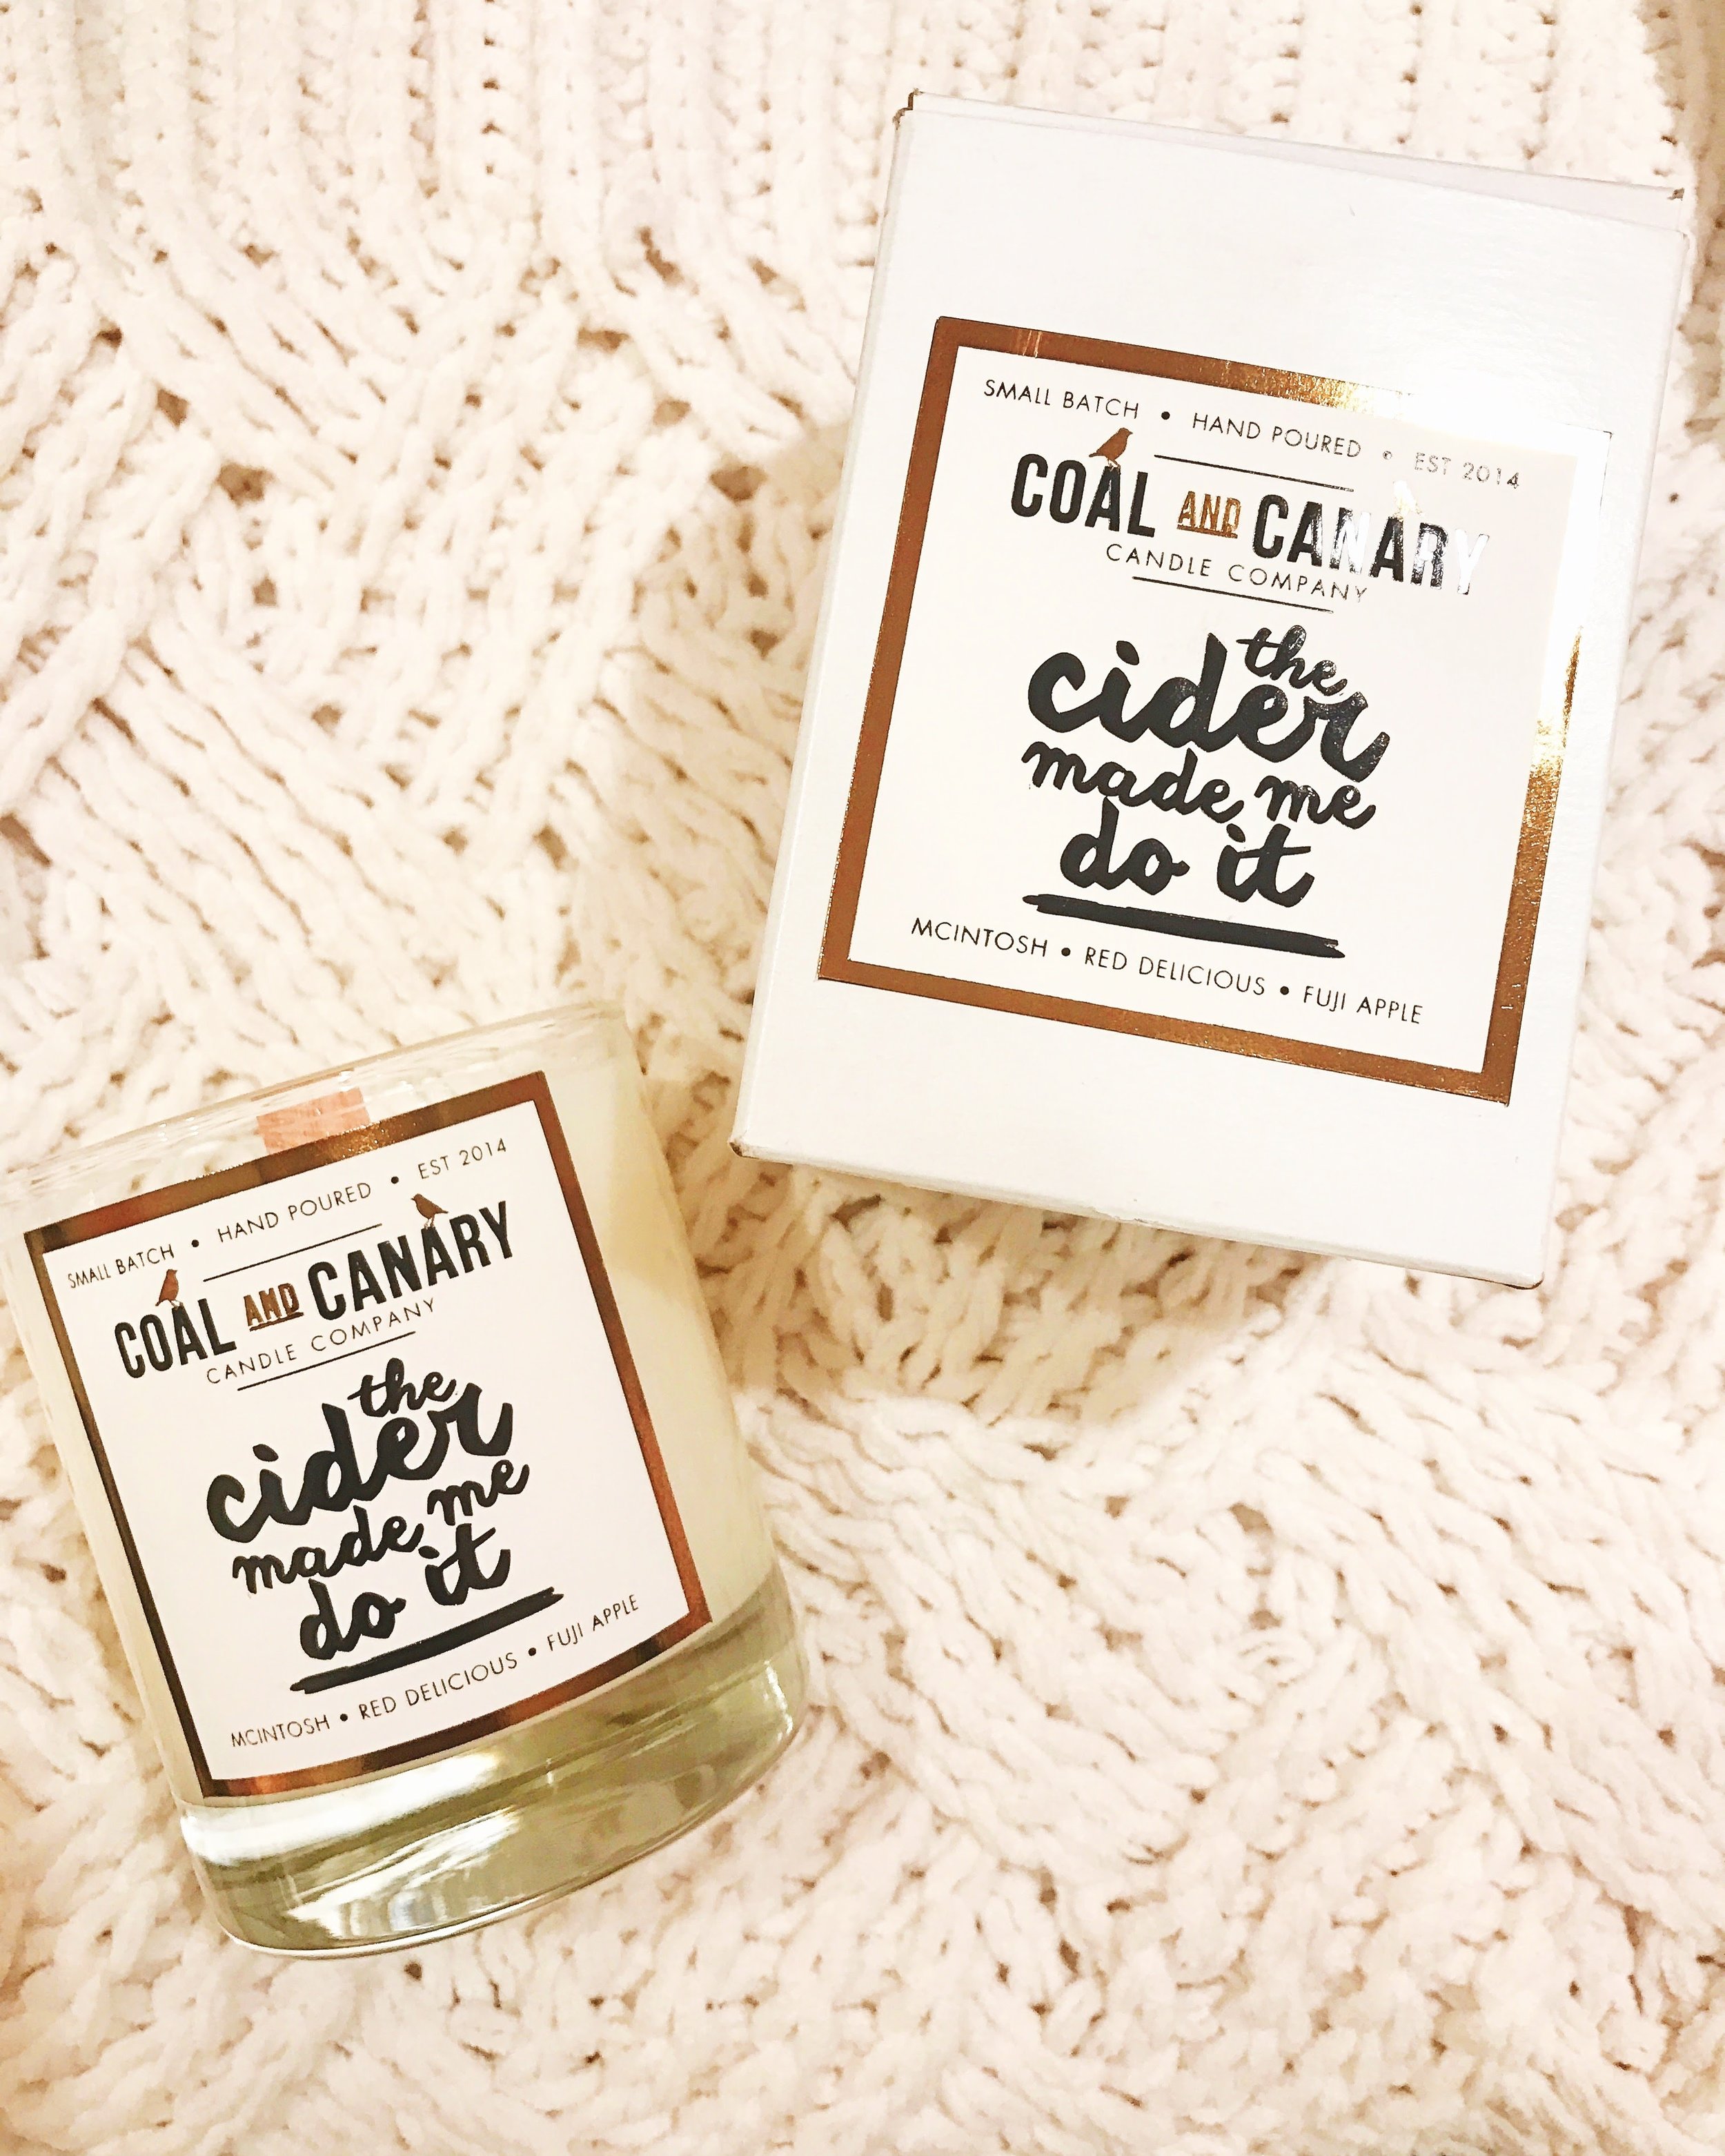 SMALL BATCH • HAND POURED • EST 2014
COAL AND CANARY
CANDLE COMPANY
the
cider
made me
do it
MCINTOSH • RED DELICIOUS • FUJI APPLE
SMALL BATCH • HAND POURED • EST 2014
COAL AND CANARY
CANDLE COMPANY
the
cider
made me
do it
MCINTOSH • RED DELICIOUS • FUJI APPLE